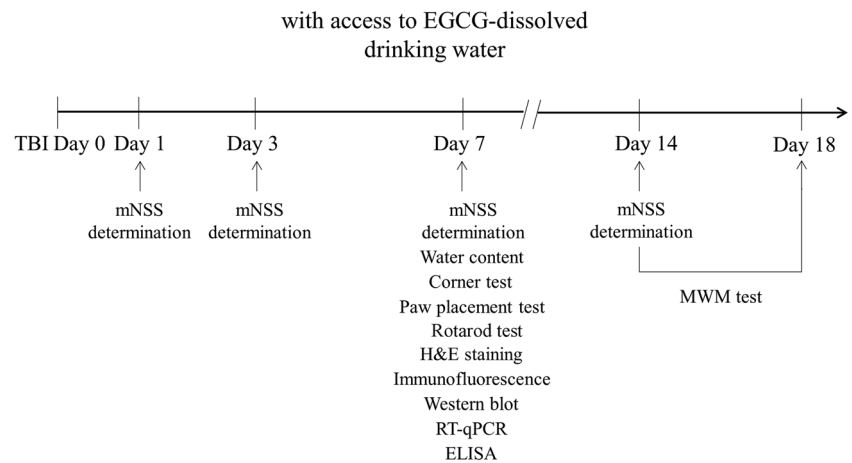 with access to EGCG-dissolved
drinking water
TBI Day 0 Day 1 Day 3 Day 7 Day 14 Day 18
mNSS
determination
mNSS
determination
mNSS
determination
Water content
Corner test
Paw placement test
Rotarod test
H&E staining
Immunofluorescence
Western blot
RT-qPCR
ELISA
mNSS
determination
MWM test